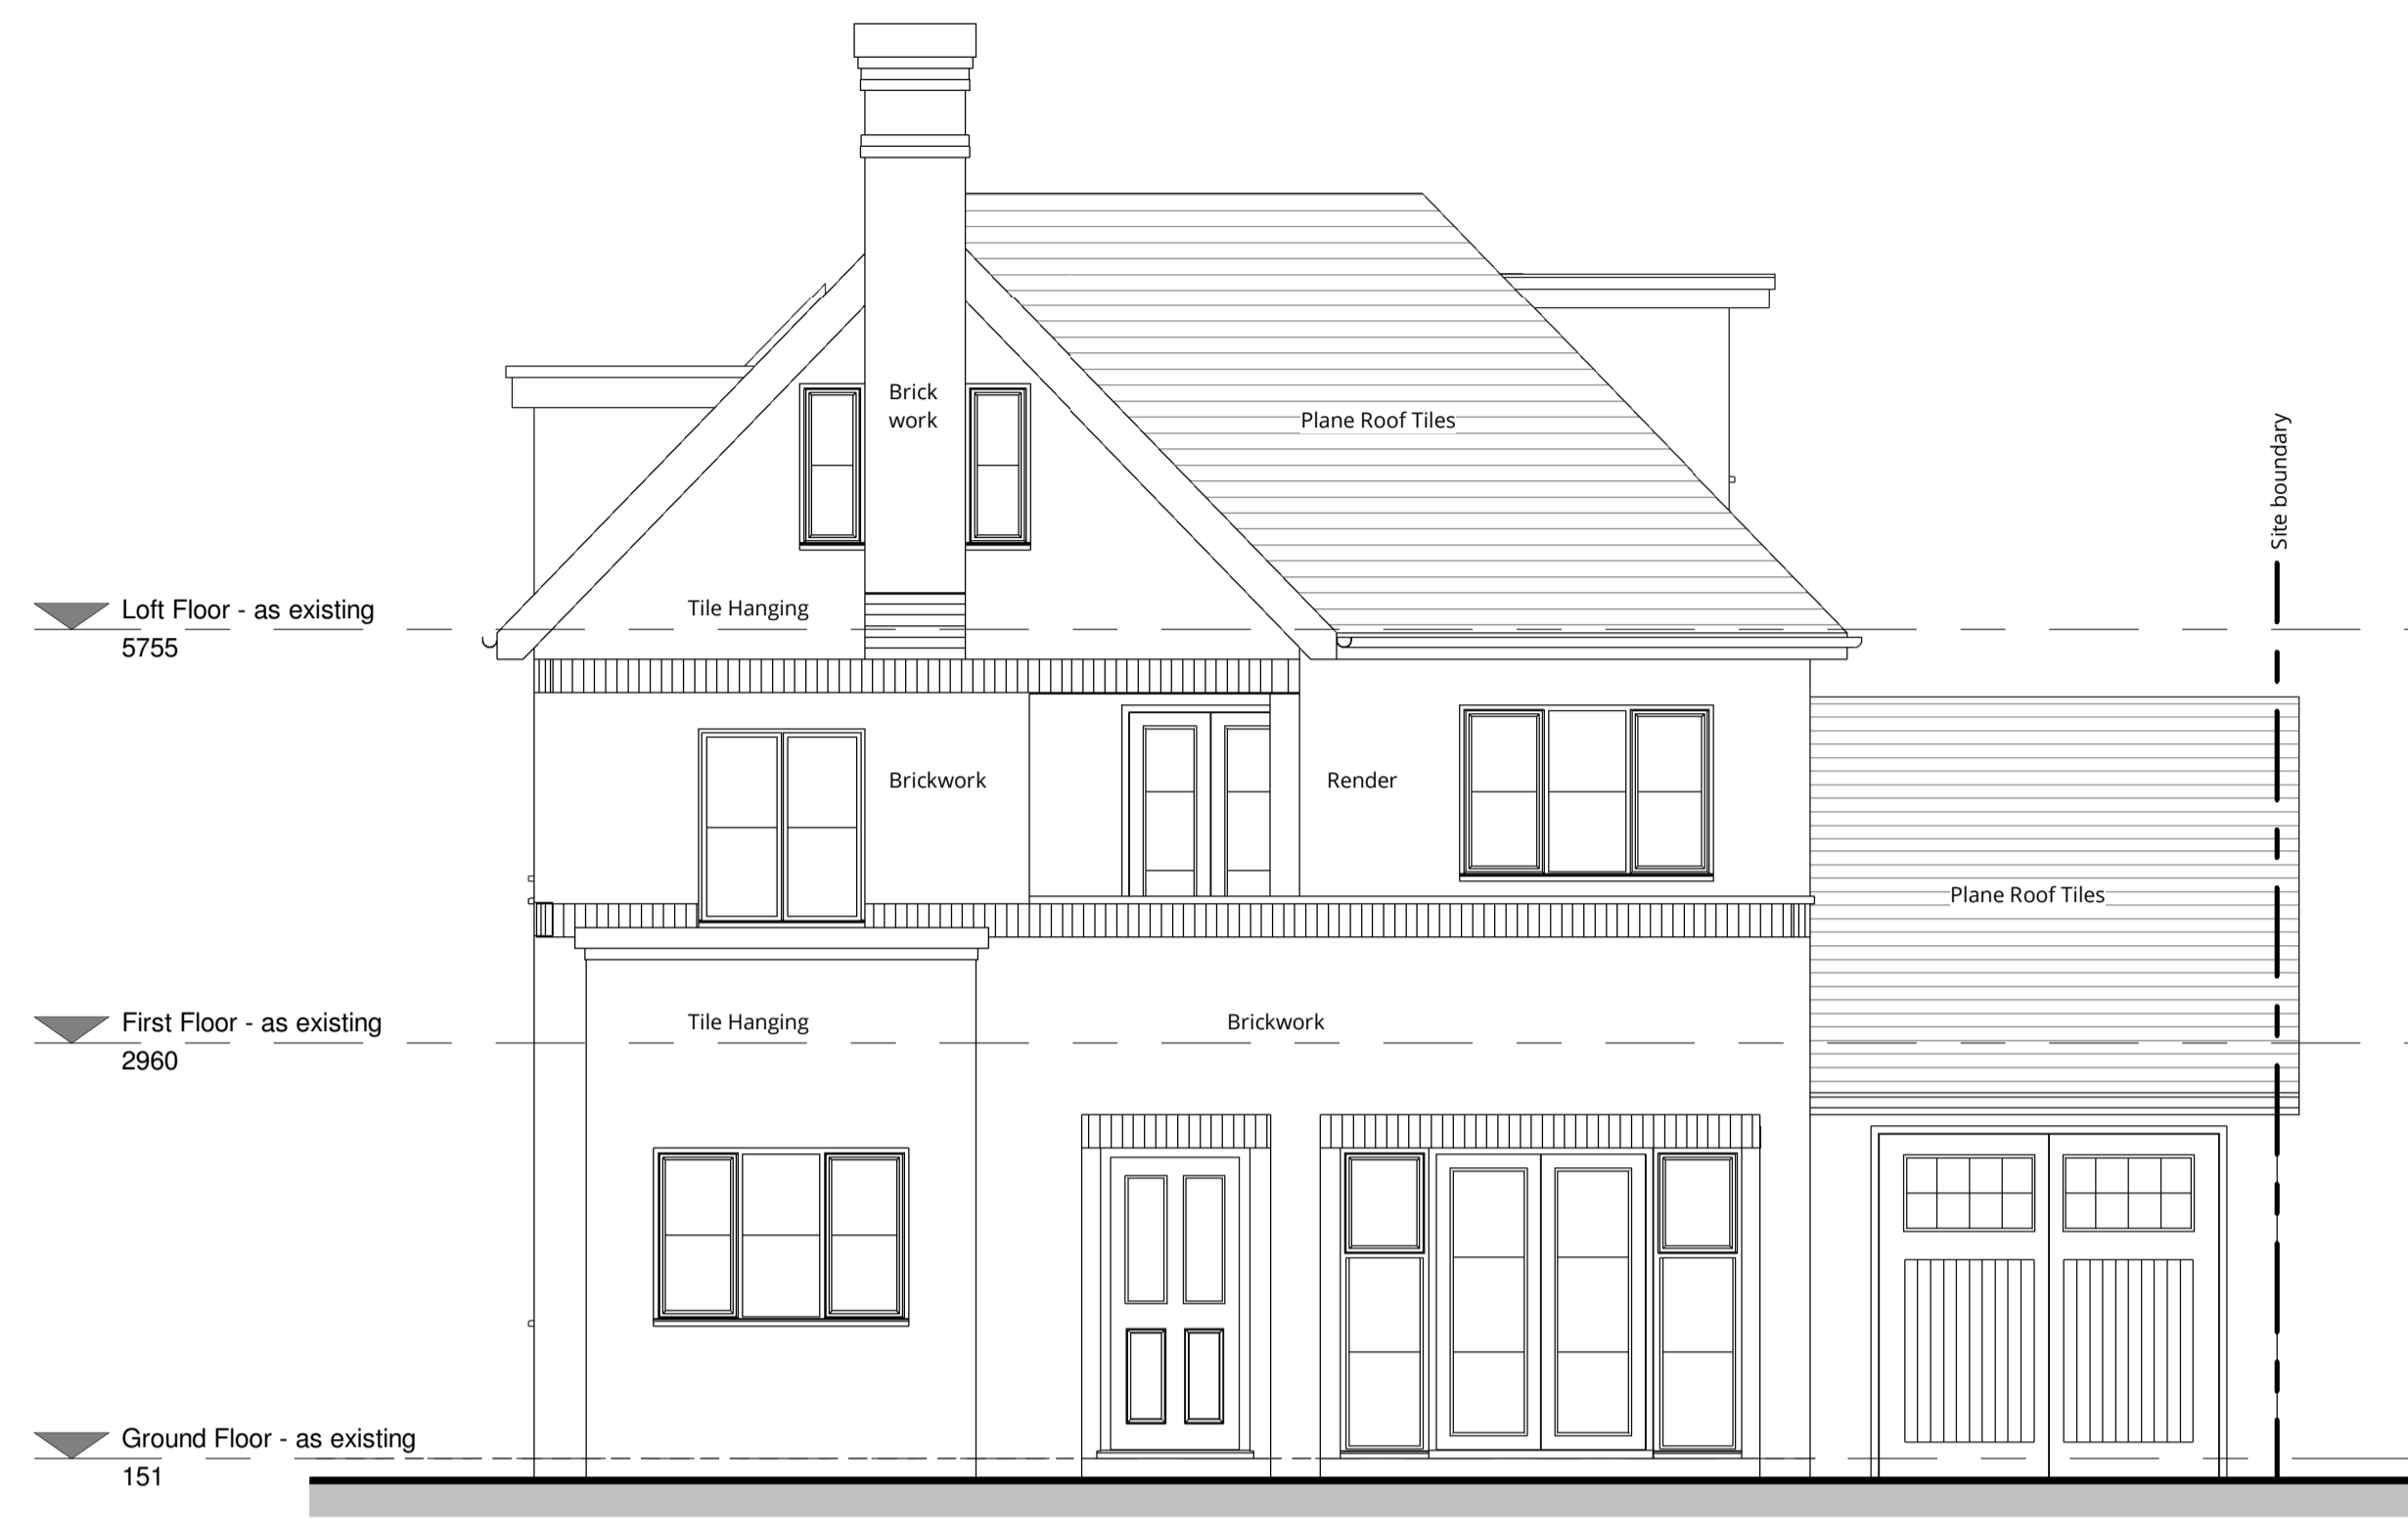 Brick
work
Plane Roof Tiles
Site boundary
Loft Floor - as existing
5755
Tile Hanging
Brickwork
Render
Plane Roof Tiles
First Floor - as existing
2960
Tile Hanging
Brickwork
Ground Floor - as existing
151